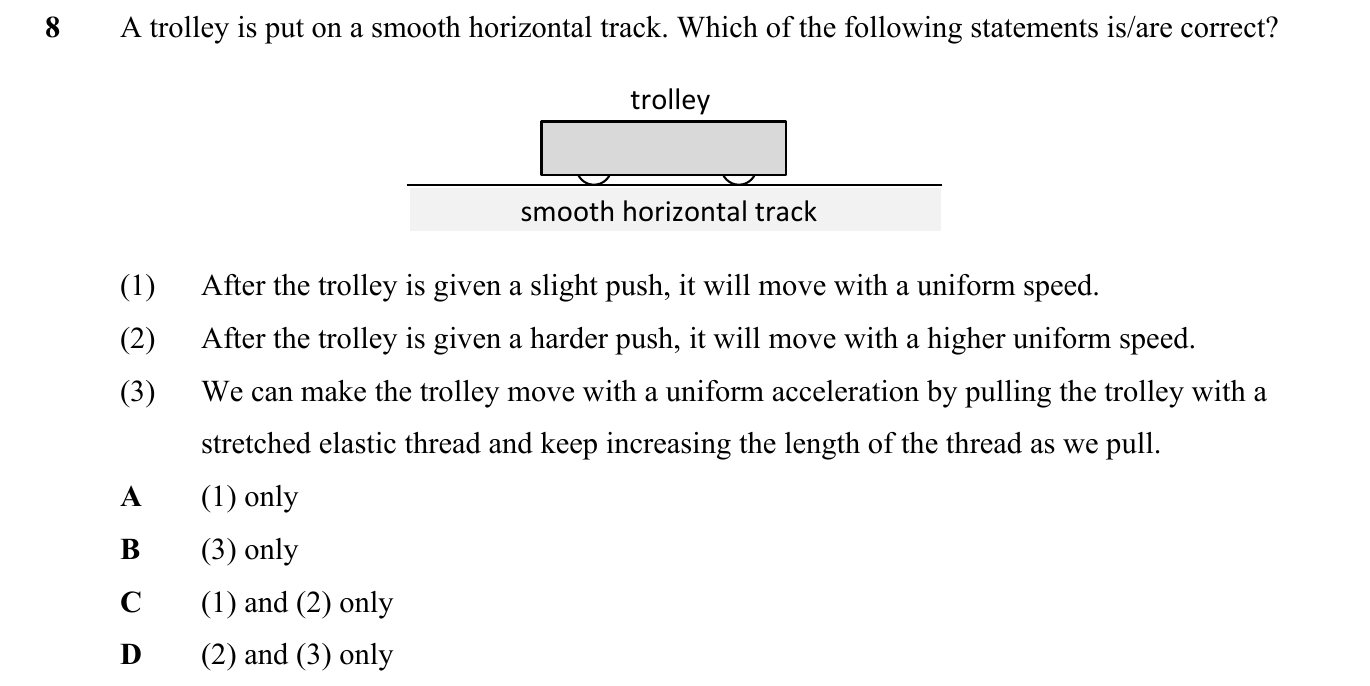 8 A trolley is put on a smooth horizontal track. Which of the following statements is/are correct?
trolley
smooth horizontal track
(1) After the trolley is given a slight push, it will move with a uniform speed.
(2) After the trolley is given a harder push, it will move with a higher uniform speed.
(3) We can make the trolley move with a uniform acceleration by pulling the trolley with a
stretched elastic thread and keep increasing the length of the thread as we pull.
A (1) only
B (3) only
C (1) and (2) only
D (2) and (3) only